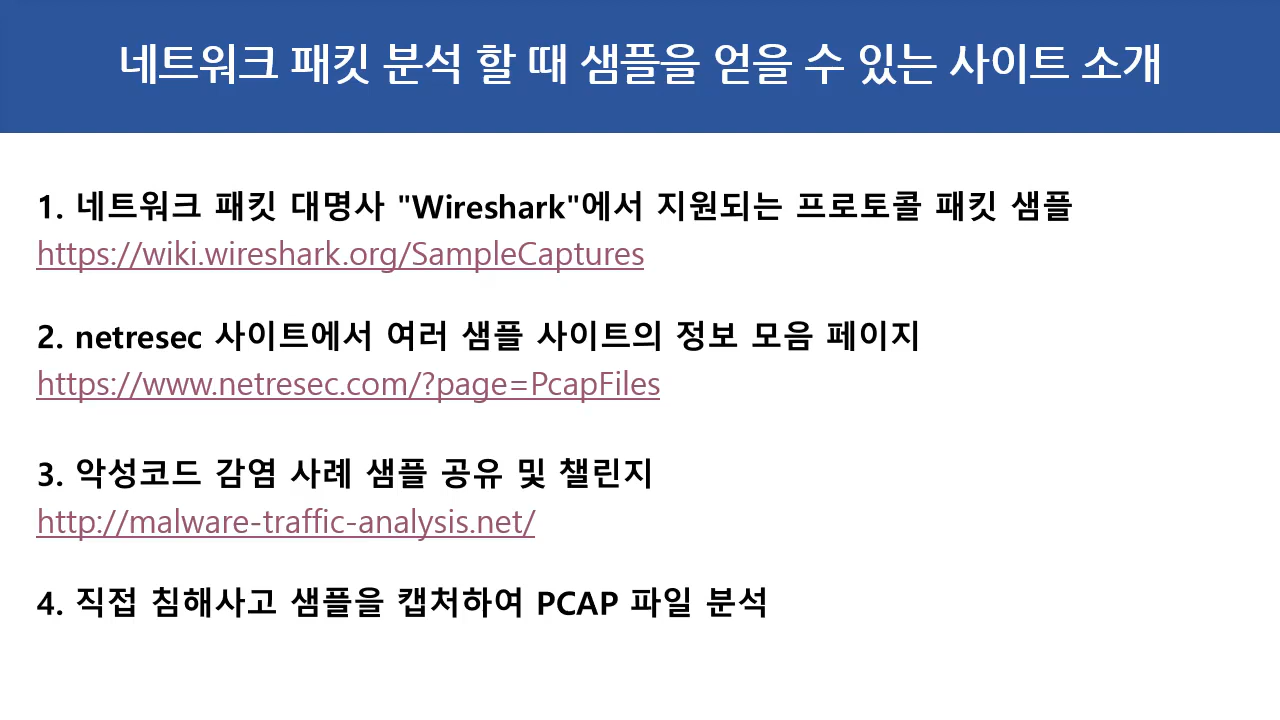 네트워크 패킷 분석 할 때 샘플을 얻을 수 있는 사이트 소개
1. 네트워크 패킷 대명사 "Wireshark"에서 지원되는 프로토콜 패킷 샘플
https://wiki.wireshark.org/SampleCaptures
2. netresec 사이트에서 여러 샘플 사이트의 정보 모음 페이지
https://www.netresec.com/?page=PcapFiles
3. 악성코드 감염 사례 샘플 공유 및 챌린지
http://malware-traffic-analysis.net/
4. 직접 침해사고 샘플을 캡처하여 PCAP 파일 분석